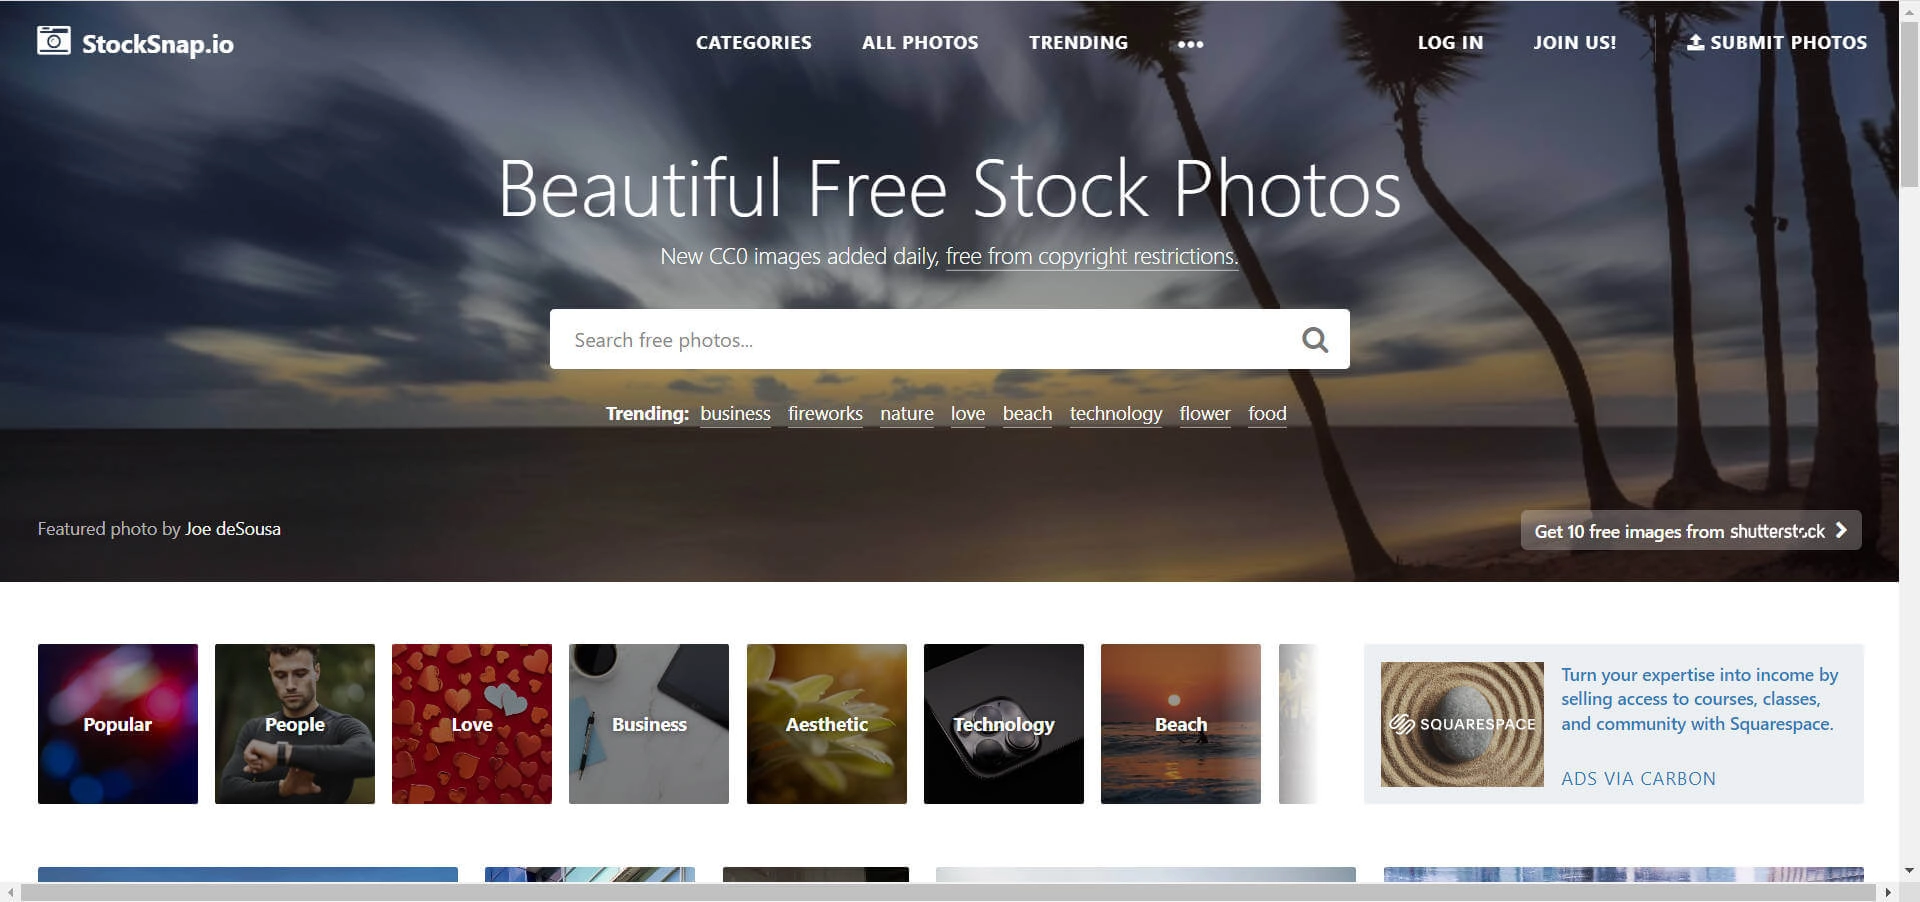 StockSnap.io
CATEGORIES
ALL PHOTOS
TRENDING
•••
LOG IN
JOIN US!
SUBMIT PHOTOS
Beautiful Free Stock Photos
New CC0 images added daily, free from copyright restrictions.
Search free photos...
Trending: business fireworks nature love beach technology flower food
Featured photo by Joe deSousa
Get 10 free images from shutterstock
Popular
People
Love
Business
Aesthetic
Technology
Beach
SQUARESPACE
Turn your expertise into income by
selling access to courses, classes,
and community with Squarespace.
ADS VIA CARBON